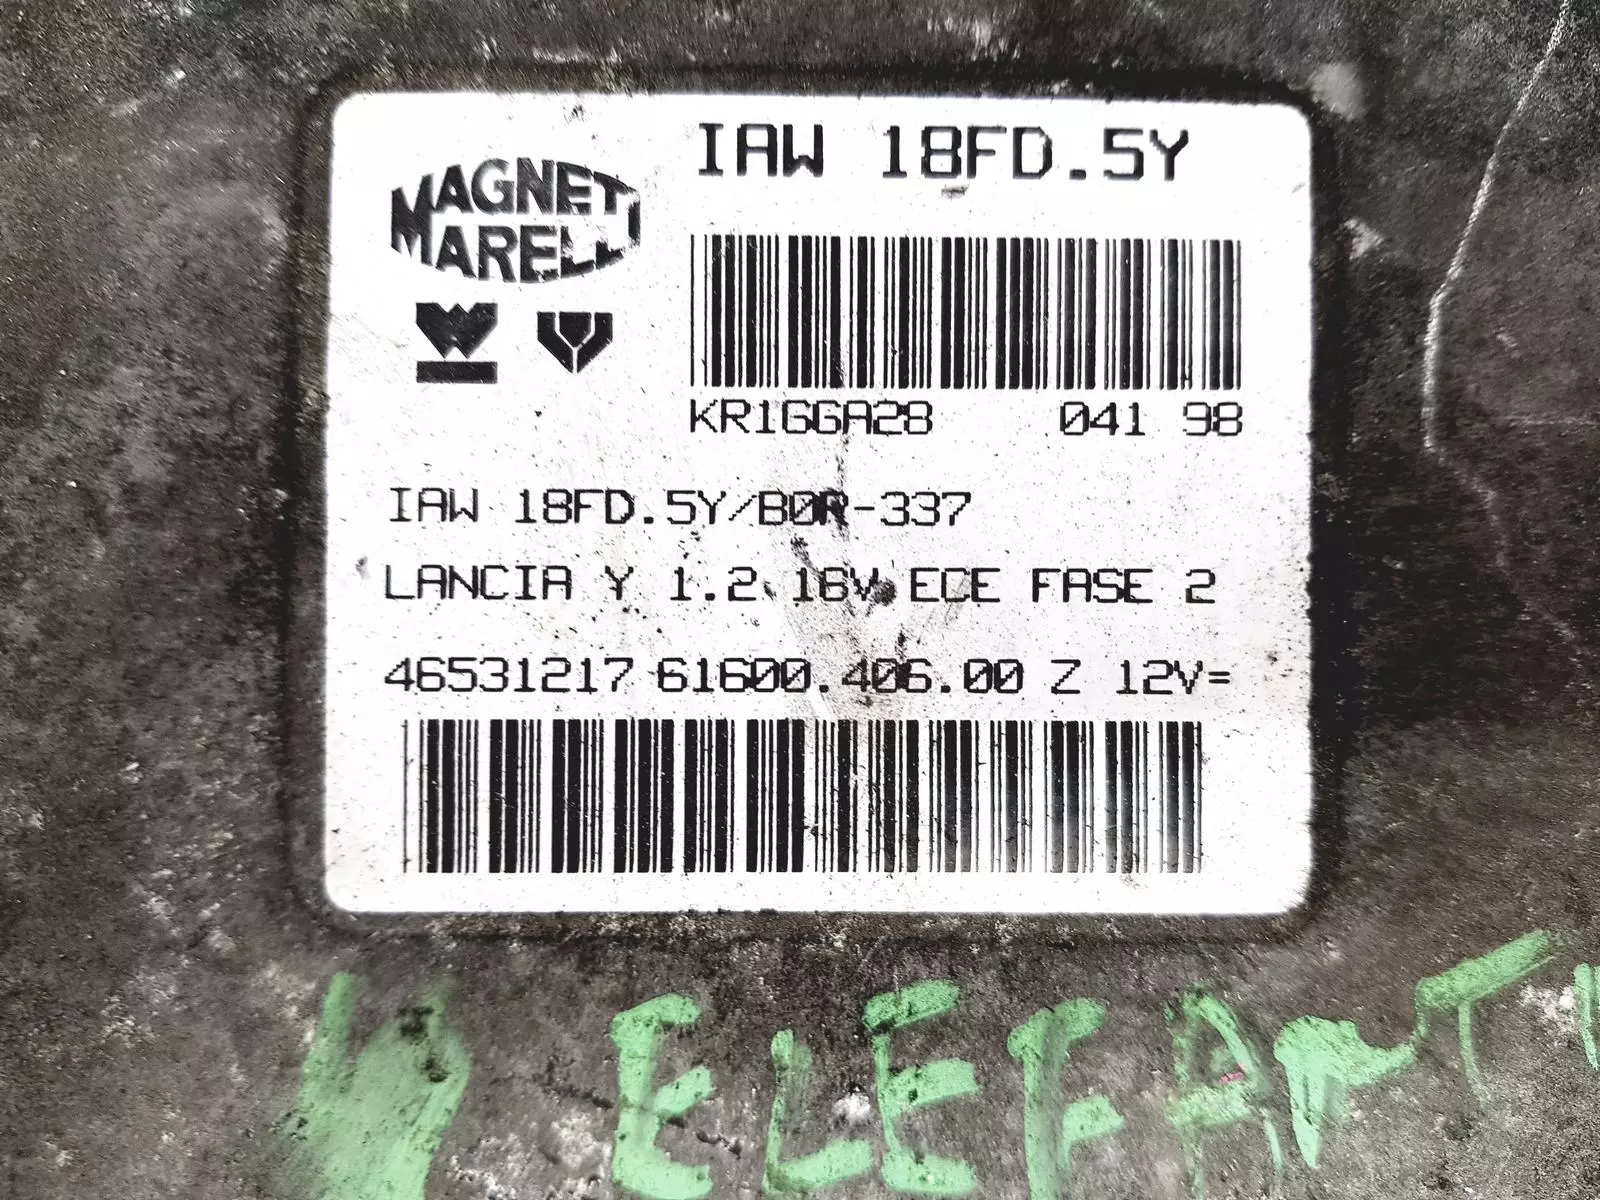 IAW 18FD.5Y
MAGNETI
MARELLI
KR1GGA28 041 98
IAW 18FD.5Y/B0R-337
LANCIA Y 1.2 16V ECE FASE 2
46531217 61600.406.00 Z 12V=